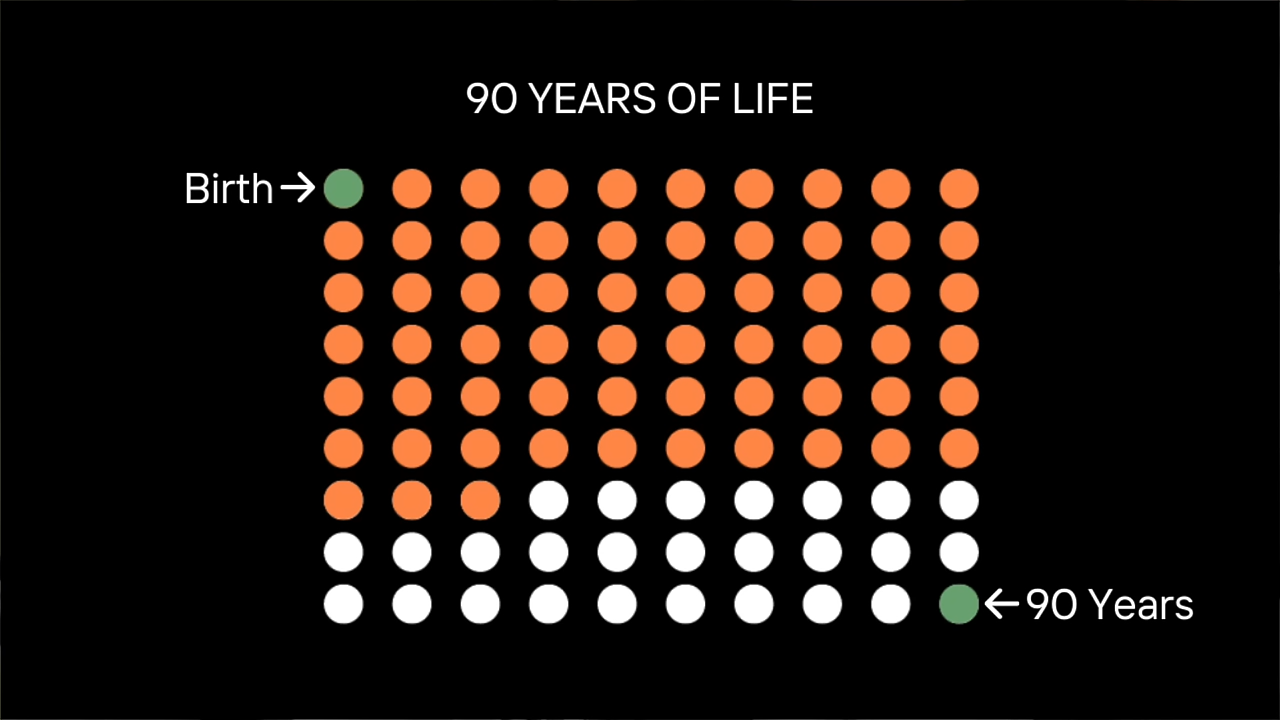 90 YEARS OF LIFE
Birth →
← 90 Years